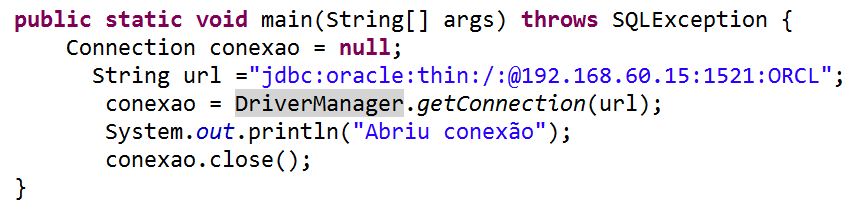 public static void main(String[] args) throws SQLException {
Connection conexao = null;
String url ="jdbc:oracle:thin:/:@192.168.60.15:1521:ORCL";
conexao = DriverManager.getConnection(url);
System.out.println("Abriu conexão");
conexao.close();
}